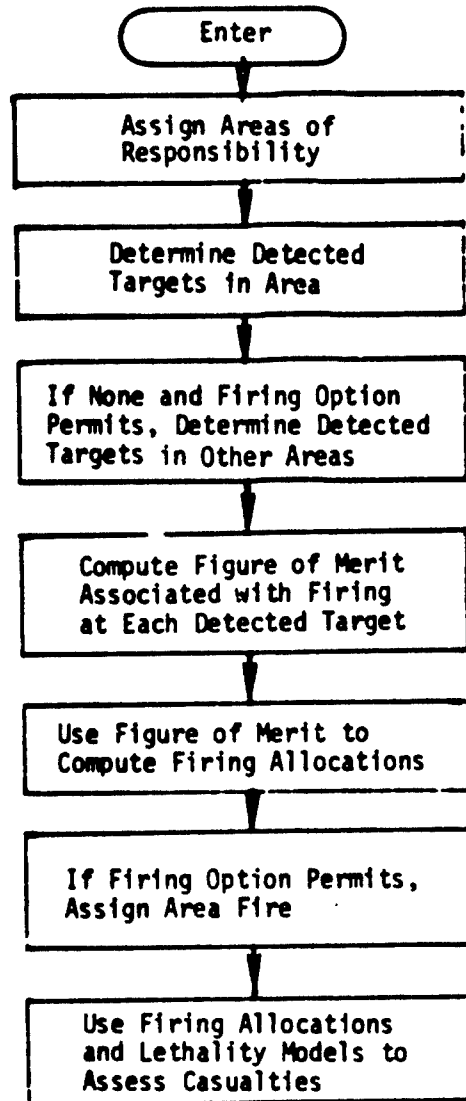 Enter
Assign Areas of
Responsibility
Determine Detected
Targets in Area
If None and Firing Option
Permits, Determine Detected
Targets in Other Areas
Compute Figure of Merit
Associated with Firing
at Each Detected Target
Use Figure of Merit to
Compute Firing Allocations
If Firing Option Permits,
Assign Area Fire
Use Firing Allocations
and Lethality Models to
Assess Casualties